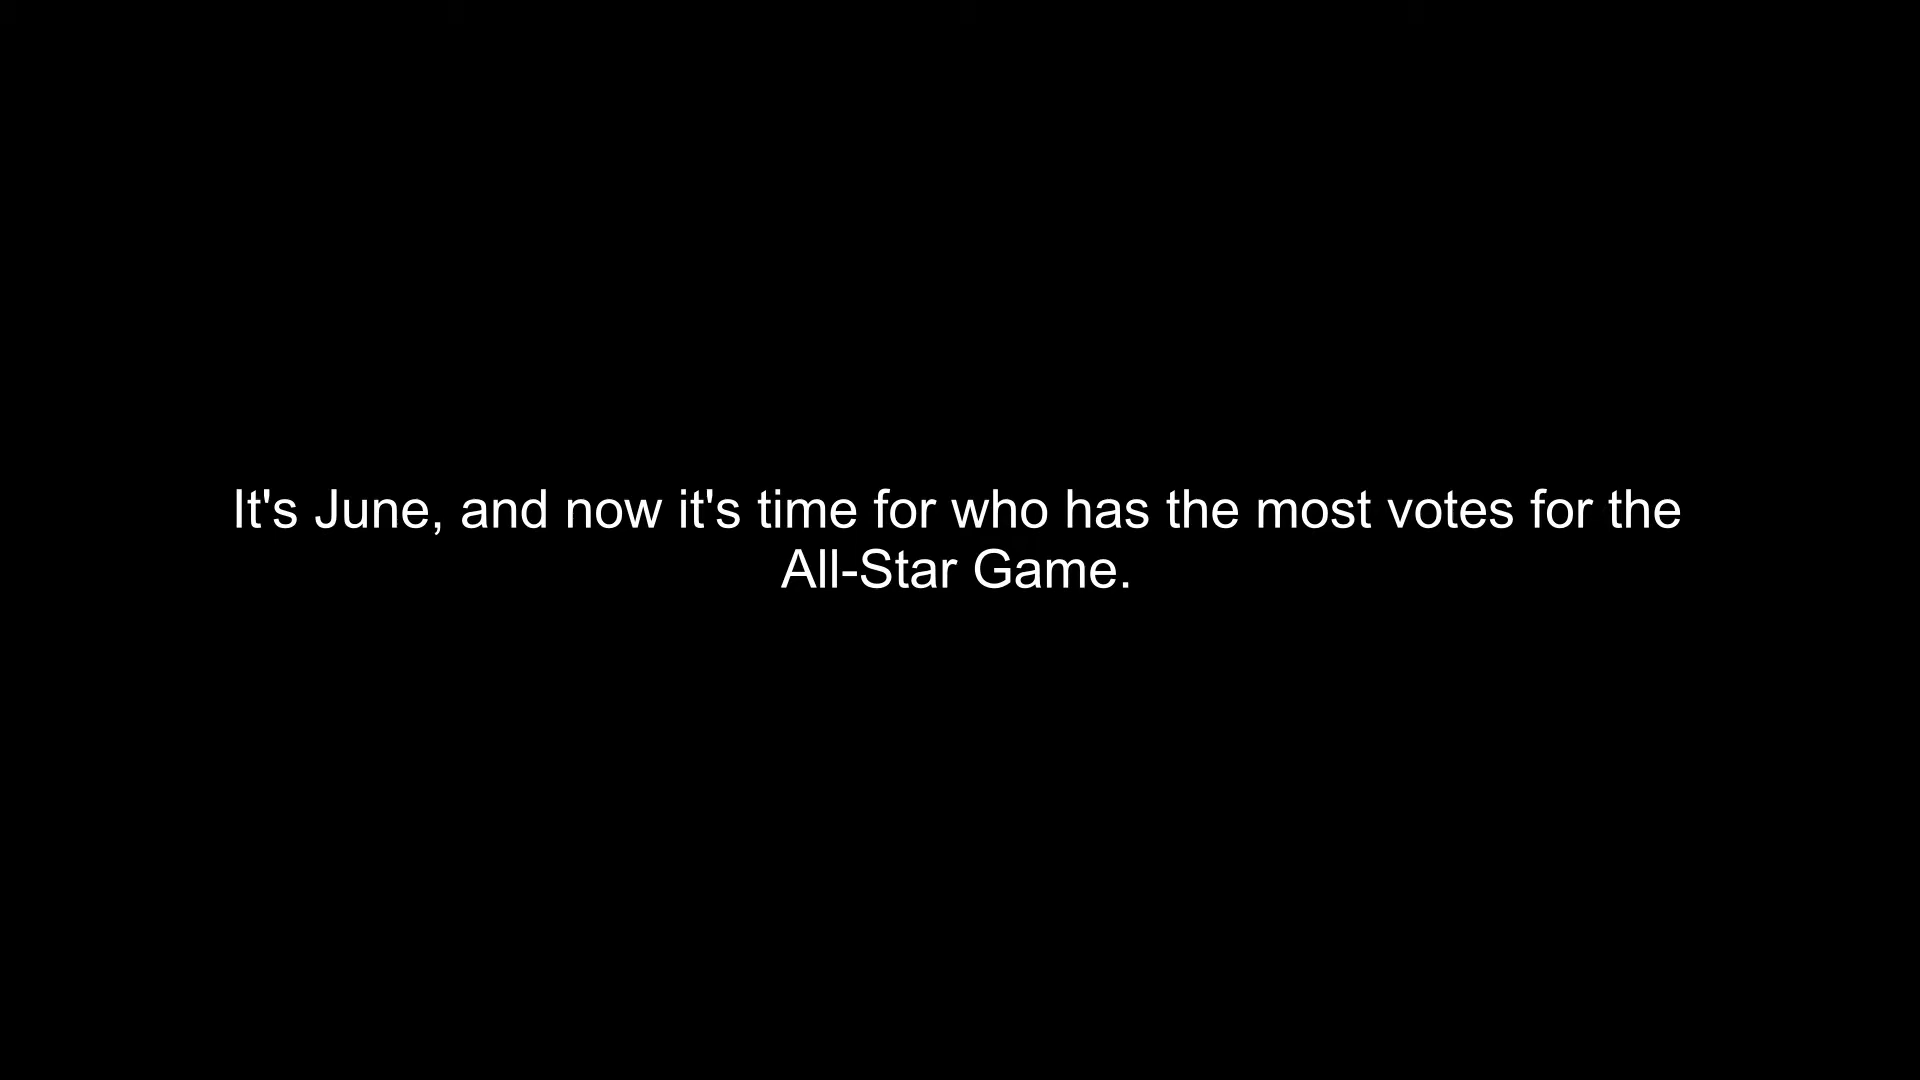 It's June, and now it's time for who has the most votes for the
All-Star Game.